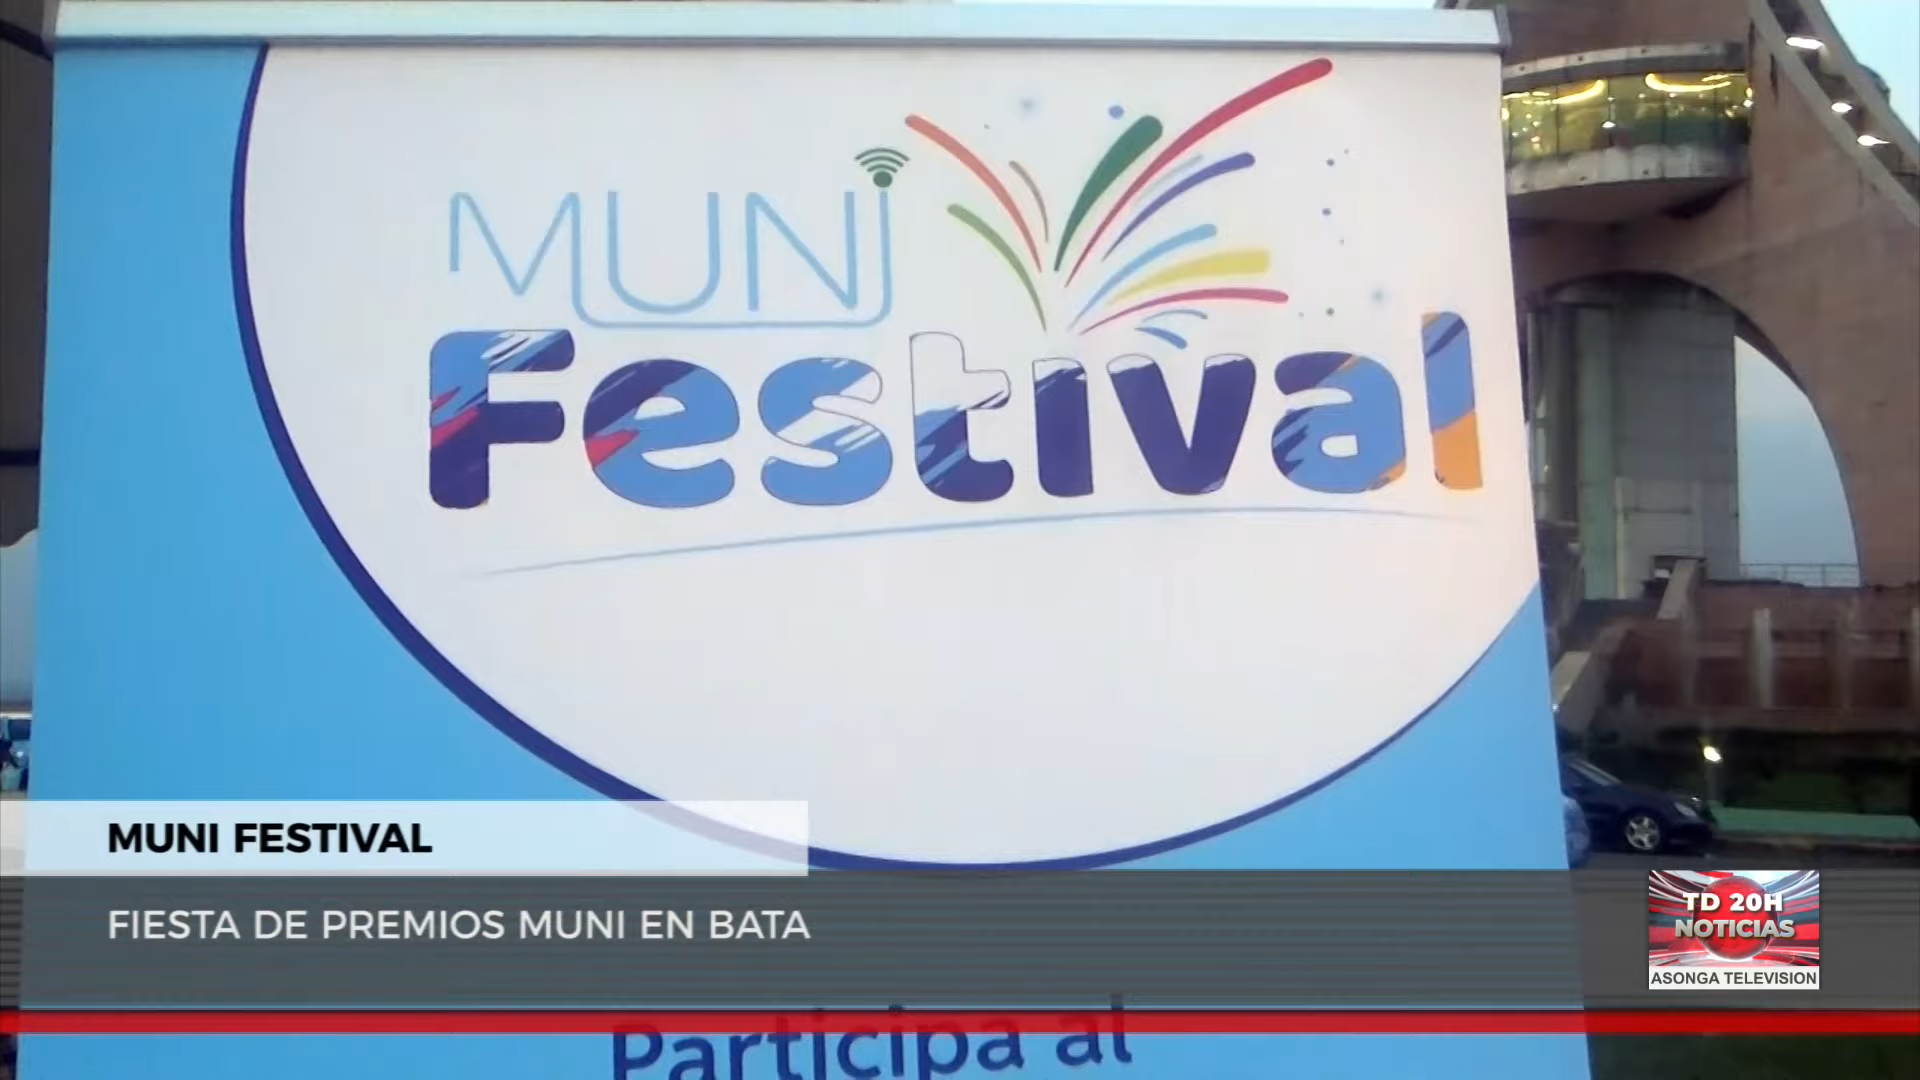 MUNI
Festival
MUNI FESTIVAL
FIESTA DE PREMIOS MUNI EN BATA
TD 20H
NOTICIAS
ASONGA TELEVISION
Participa al